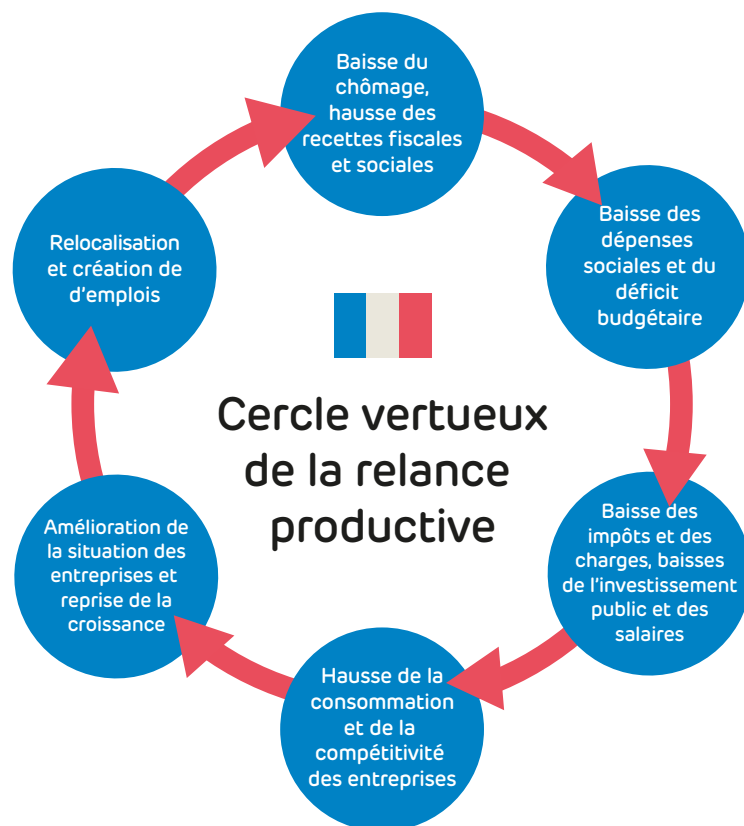 Baisse du
chômage,
hausse des
recettes fiscales
et sociales
Baisse des
dépenses
sociales et du
déficit
budgétaire
Baisse des
impôts et des
charges, baisses
de l'investissement
public et des
salaires
Hausse de la
consommation
et de la
compétitivité
des entreprises
Amélioration de
la situation des
entreprises et
reprise de la
croissance
Relocalisation
et création de
d'emplois
Cercle vertueux
de la relance
productive